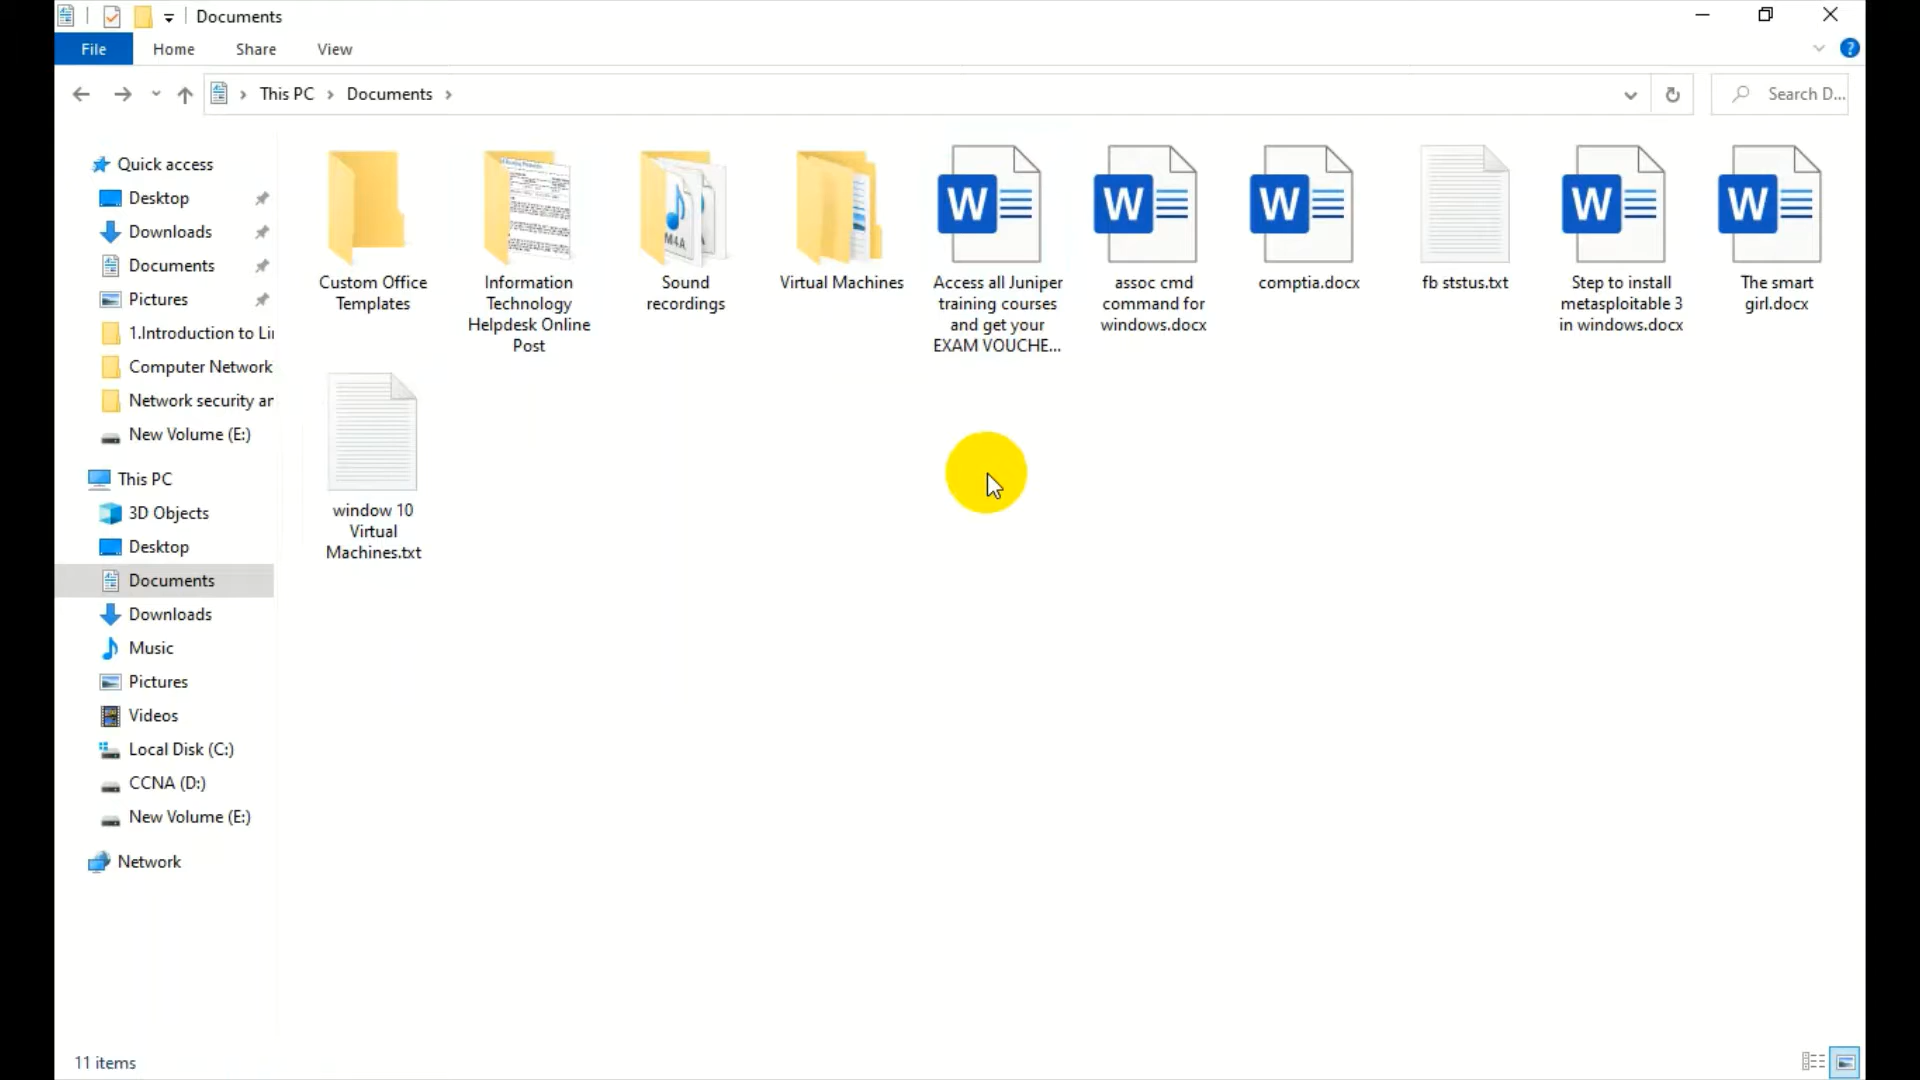 Documents
File
Home
Share
View
This PC
Documents
Search D...
Quick access
Desktop
Downloads
Documents
Pictures
1.Introduction to Lin
Computer Network
Network security an
New Volume (E:)
This PC
3D Objects
Desktop
Documents
Downloads
Music
Pictures
Videos
Local Disk (C:)
CCNA (D:)
New Volume (E:)
Network
Custom Office
Templates
Information
Technology
Helpdesk Online
Post
M4A
Sound
recordings
Virtual Machines
W
Access all Juniper
training courses
and get your
EXAM VOUCHE...
W
assoc cmd
command for
windows.docx
W
comptia.docx
fb ststus.txt
W
Step to install
metasploitable 3
in windows.docx
W
The smart
girl.docx
window 10
Virtual
Machines.txt
11 items